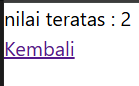 nilai teratas : 2
Kembali